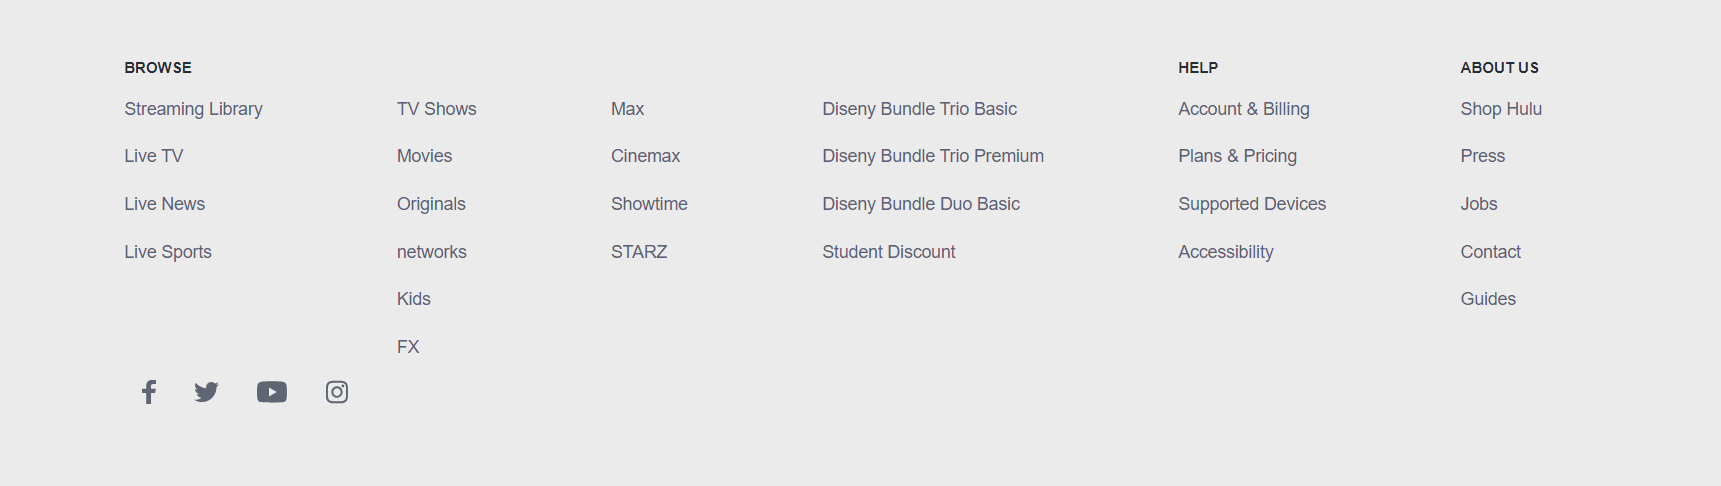 BROWSE
Streaming Library
Live TV
Live News
Live Sports
TV Shows
Movies
Originals
networks
Kids
FX
Max
Cinemax
Showtime
STARZ
Diseny Bundle Trio Basic
Diseny Bundle Trio Premium
Diseny Bundle Duo Basic
Student Discount
HELP
Account & Billing
Plans & Pricing
Supported Devices
Accessibility
ABOUT US
Shop Hulu
Press
Jobs
Contact
Guides